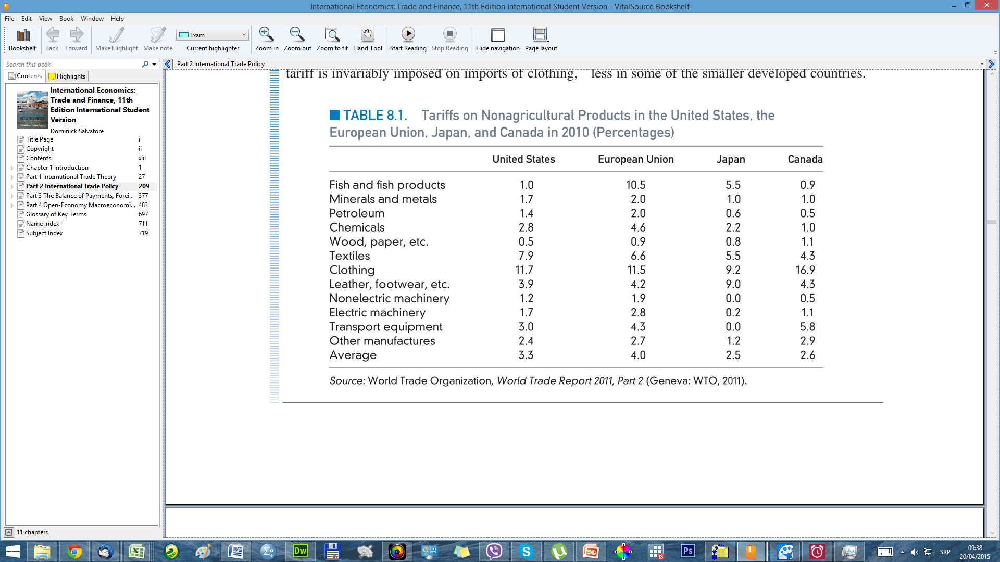 International Economics: Trade and Finance, 11th Edition International Student Version - VitalSource Bookshelf
File Edit View Book Window Help
Bookshelf Back Forward Make Highlight Make note Exam Current highlighter Zoom in Zoom out Zoom to fit Hand Tool Start Reading Stop Reading Hide navigation Page layout
Search this book
Part 2 International Trade Policy
Contents Highlights
International Economics:
Trade and Finance, 11th
Edition International Student
Version
Dominick Salvatore
Title Page i
Copyright ii
Contents xiii
Chapter 1 Introduction 1
Part 1 International Trade Theory 27
Part 2 International Trade Policy 209
Part 3 The Balance of Payments, Forei... 377
Part 4 Open-Economy Macroeconomi... 483
Glossary of Key Terms 697
Name Index 711
Subject Index 719
11 chapters
tariff is invariably imposed on imports of clothing, less in some of the smaller developed countries.
TABLE 8.1. Tariffs on Nonagricultural Products in the United States, the
European Union, Japan, and Canada in 2010 (Percentages)
United States European Union Japan Canada
Fish and fish products 1.0 10.5 5.5 0.9
Minerals and metals 1.7 2.0 1.0 1.0
Petroleum 1.4 2.0 0.6 0.5
Chemicals 2.8 4.6 2.2 1.0
Wood, paper, etc. 0.5 0.9 0.8 1.1
Textiles 7.9 6.6 5.5 4.3
Clothing 11.7 11.5 9.2 16.9
Leather, footwear, etc. 3.9 4.2 9.0 4.3
Nonelectric machinery 1.2 1.9 0.0 0.5
Electric machinery 1.7 2.8 0.2 1.1
Transport equipment 3.0 4.3 0.0 5.8
Other manufactures 2.4 2.7 1.2 2.9
Average 3.3 4.0 2.5 2.6
Source: World Trade Organization, World Trade Report 2011, Part 2 (Geneva: WTO, 2011).
Dw
64
13
Ps
SRP
09:38
20/04/2015